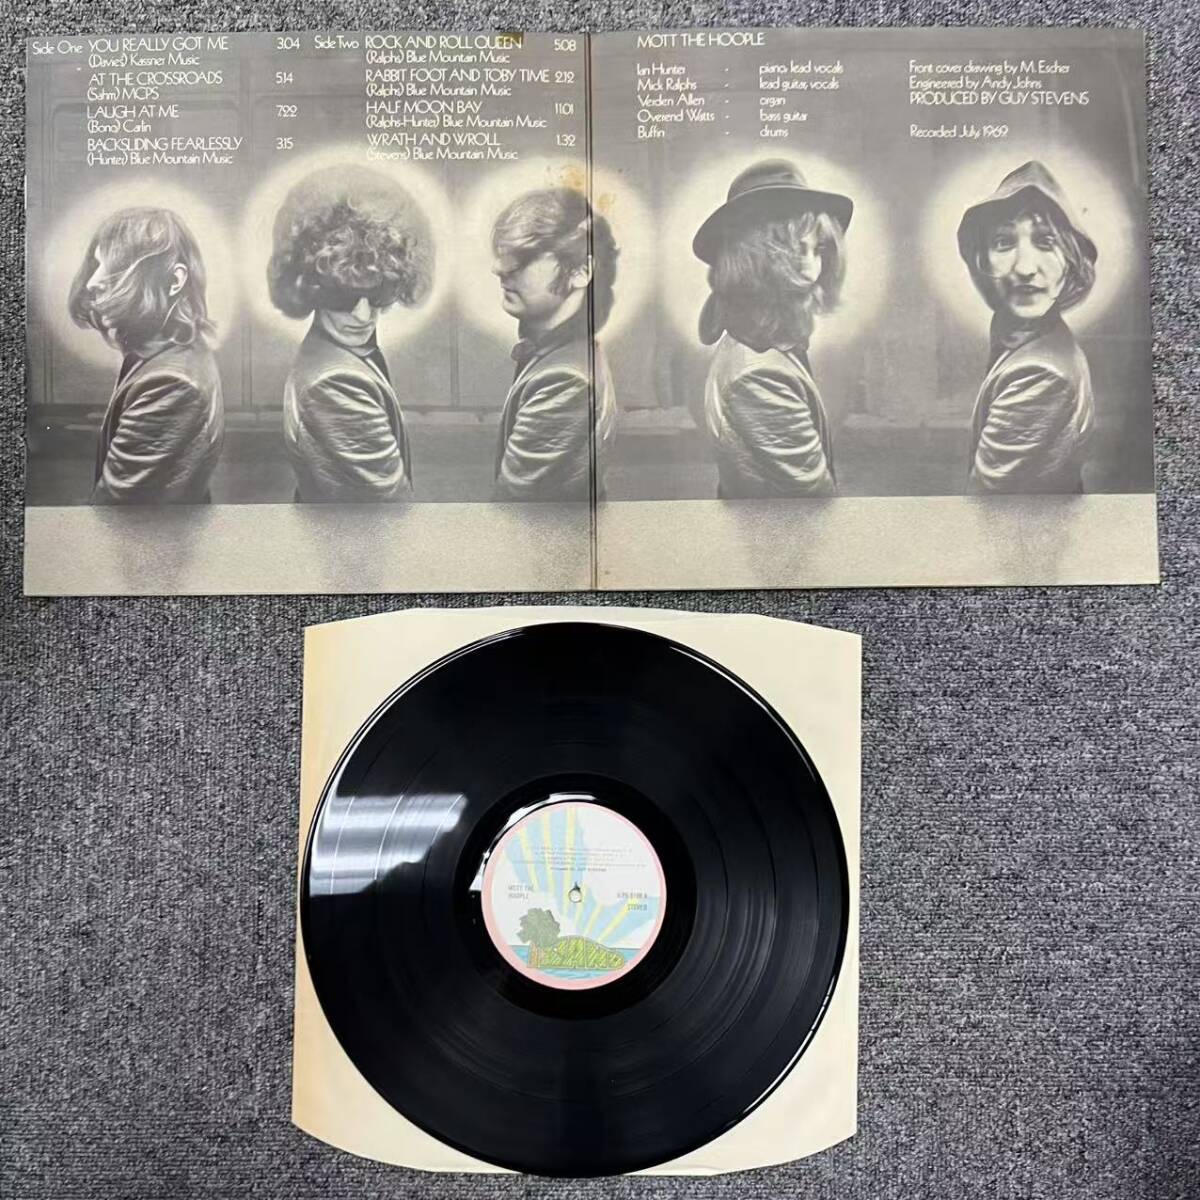 Side One YOU REALLY GOT ME 3.04
(Davies) Kassner Music
AT THE CROSSROADS 5.14
(Sahm) MCPS
LAUGH AT ME 7.22
(Bono) Carlin
BACKSLIDING FEARLESSLY 3.15
(Hunter) Blue Mountain Music
Side Two ROCK AND ROLL QUEEN 5.08
(Ralphs) Blue Mountain Music
RABBIT FOOT AND TOBY TIME 2.12
(Ralphs) Blue Mountain Music
HALF MOON BAY 11.01
(Ralphs-Hunter) Blue Mountain Music
WRATH AND WROLL 1.32
(Stevens) Blue Mountain Music
MOTT THE HOOPLE
Ian Hunter - piano, lead vocals
Mick Ralphs - lead guitar, vocals
Verden Allen - organ
Overend Watts - bass guitar
Buffin - drums
Front cover drawing by M. Escher
Engineered by Andy Johns
PRODUCED BY GUY STEVENS
Recorded July, 1969
MOTT THE
HOOPLE
STEREO
ISLAND